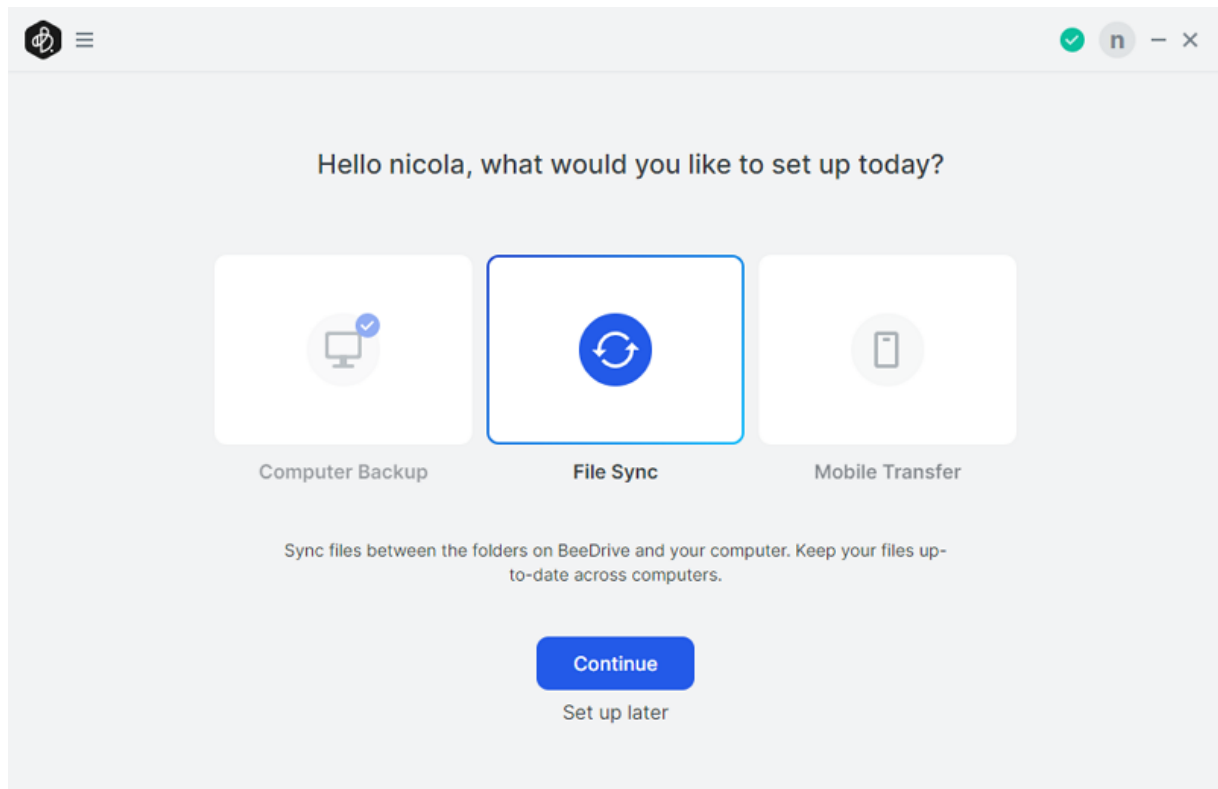 n
Hello nicola, what would you like to set up today?
Computer Backup
File Sync
Mobile Transfer
Sync files between the folders on BeeDrive and your computer. Keep your files up-
to-date across computers.
Continue
Set up later